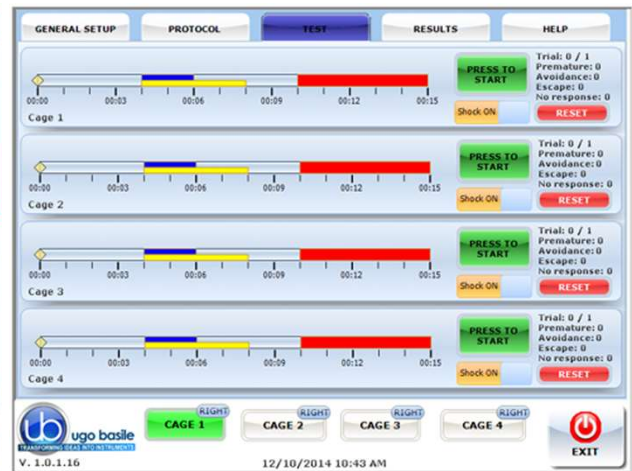 GENERAL SETUP PROTOCOL TEST RESULTS HELP
PRESS TO START
Trial: 0 / 1
Premature: 0
Avoidance: 0
Escape: 0
No response: 0
00:00 00:03 00:06 00:09 00:12 00:15
Shock ON RESET
Cage 1
PRESS TO START
Trial: 0 / 1
Premature: 0
Avoidance: 0
Escape: 0
No response: 0
00:00 00:03 00:06 00:09 00:12 00:15
Shock ON RESET
Cage 2
PRESS TO START
Trial: 0 / 1
Premature: 0
Avoidance: 0
Escape: 0
No response: 0
00:00 00:03 00:06 00:09 00:12 00:15
Shock ON RESET
Cage 3
PRESS TO START
Trial: 0 / 1
Premature: 0
Avoidance: 0
Escape: 0
No response: 0
00:00 00:03 00:06 00:09 00:12 00:15
Shock ON RESET
Cage 4
RIGHT RIGHT RIGHT RIGHT
CAGE 1 CAGE 2 CAGE 3 CAGE 4
ub ugo basile
TRANSFORMING IDEAS INTO INSTRUMENTS
EXIT
V. 1.0.1.16 12/10/2014 10:43 AM